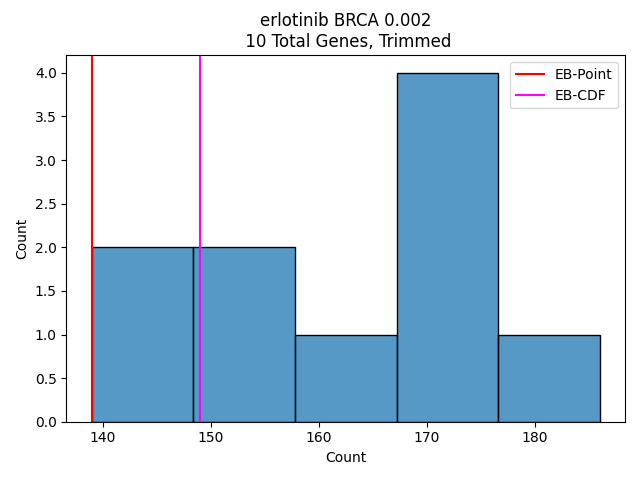 erlotinib BRCA 0.002
10 Total Genes, Trimmed
EB-Point
EB-CDF
Count
4.0
3.5
3.0
2.5
2.0
1.5
1.0
0.5
0.0
140 150 160 170 180
Count